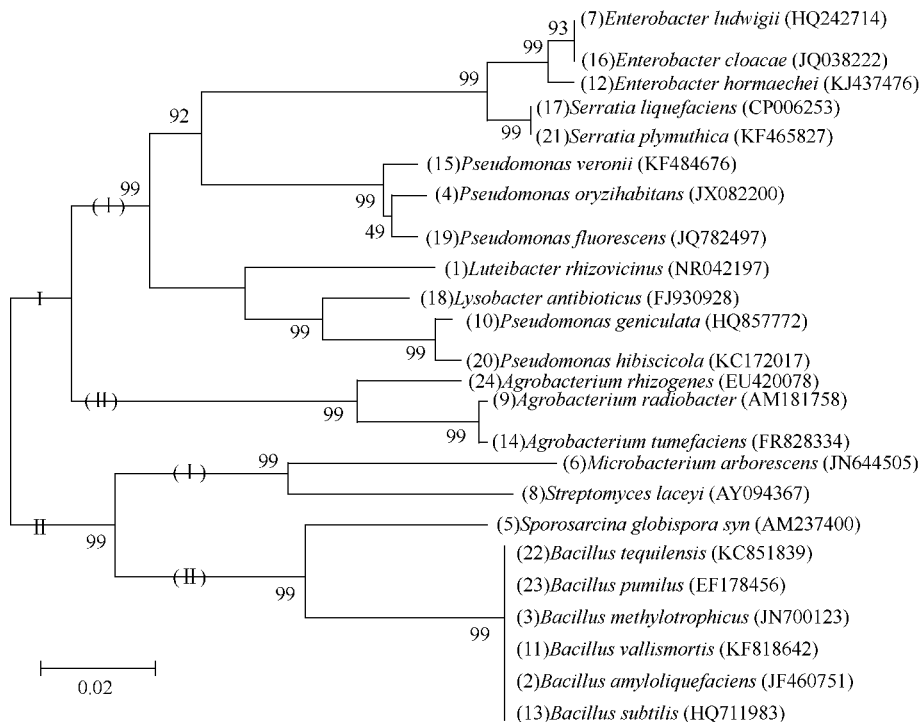 (7)Enterobacter ludwigii (HQ242714)
93
99
(16)Enterobacter cloacae (JQ038222)
99
(12)Enterobacter hormaechei (KJ437476)
(17)Serratia liquefaciens (CP006253)
92
99
(21)Serratia plymuthica (KF465827)
(15)Pseudomonas veronii (KF484676)
99
99
(4)Pseudomonas oryzihabitans (JX082200)
(I)
49
(19)Pseudomonas fluorescens (JQ782497)
(1)Luteibacter rhizovicinus (NR042197)
I
(18)Lysobacter antibioticus (FJ930928)
99
(10)Pseudomonas geniculata (HQ857772)
99
(20)Pseudomonas hibiscicola (KC172017)
(24)Agrobacterium rhizogenes (EU420078)
(II)
99
(9)Agrobacterium radiobacter (AM181758)
99
(14)Agrobacterium tumefaciens (FR828334)
99
(I)
(6)Microbacterium arborescens (JN644505)
(8)Streptomyces laceyi (AY094367)
II
99
(5)Sporosarcina globispora syn (AM237400)
(22)Bacillus tequilensis (KC851839)
(II)
99
(23)Bacillus pumilus (EF178456)
(3)Bacillus methylotrophicus (JN700123)
99
(11)Bacillus vallismortis (KF818642)
(2)Bacillus amyloliquefaciens (JF460751)
0.02
(13)Bacillus subtilis (HQ711983)